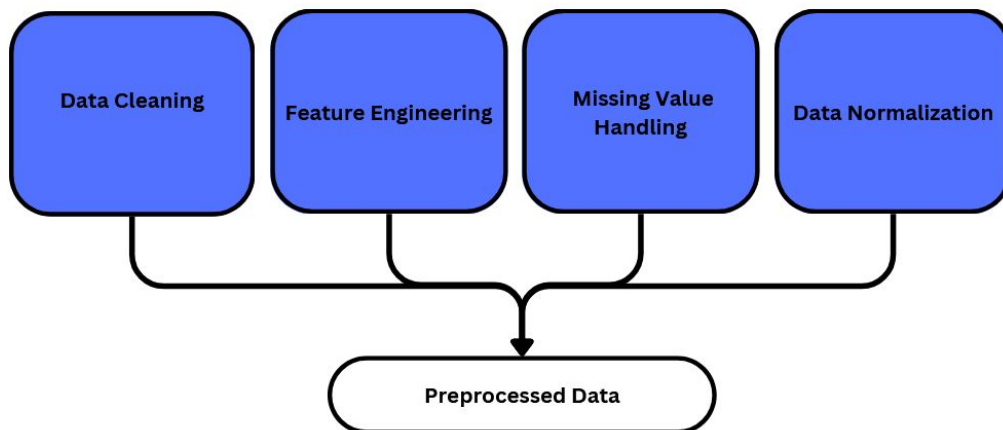 Data Cleaning
Feature Engineering
Missing Value
Handling
Data Normalization
Preprocessed Data